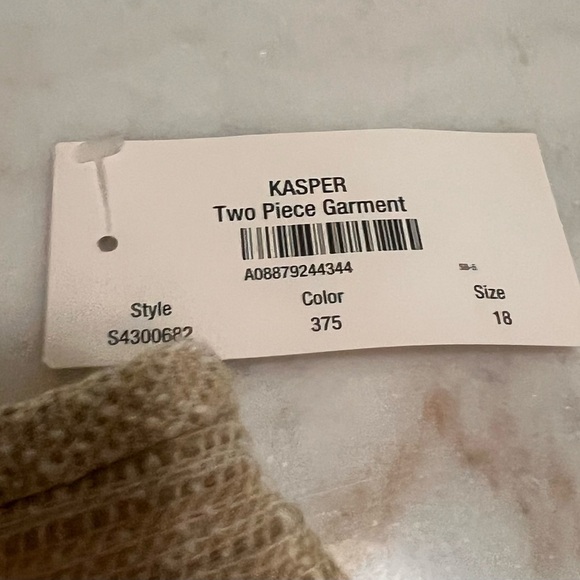 KASPER
Two Piece Garment
A08879244344
Style Color Size
S4300682 375 18